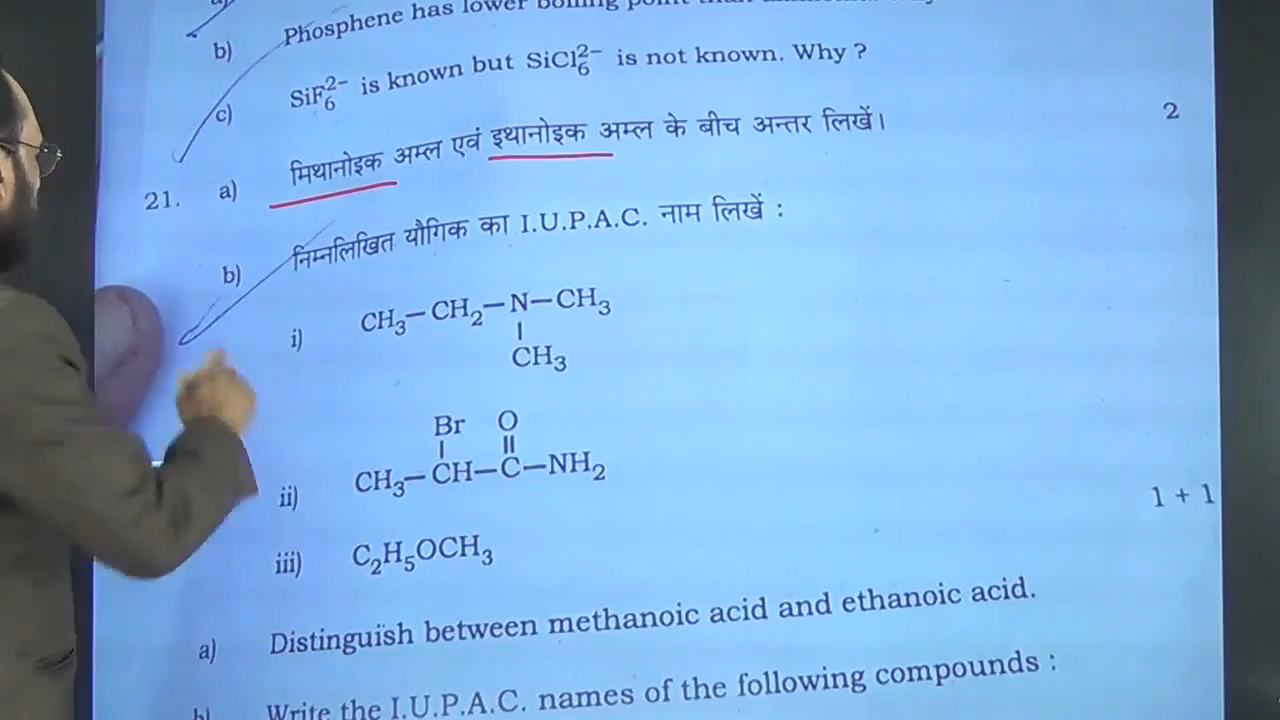 b) Phosphene has lower boiling point than
c) SiF₆²⁻ is known but SiCl₆²⁻ is not known. Why ?
21. a) मिथानोइक अम्ल एवं इथानोइक अम्ल के बीच अन्तर लिखें। 2
b) निम्नलिखित यौगिक का I.U.P.A.C. नाम लिखें :
i) CH₃—CH₂—N—CH₃
CH₃
Br O
ii) CH₃—CH—C—NH₂
1 + 1
iii) C₂H₅OCH₃
a) Distinguish between methanoic acid and ethanoic acid.
b) Write the I.U.P.A.C. names of the following compounds :